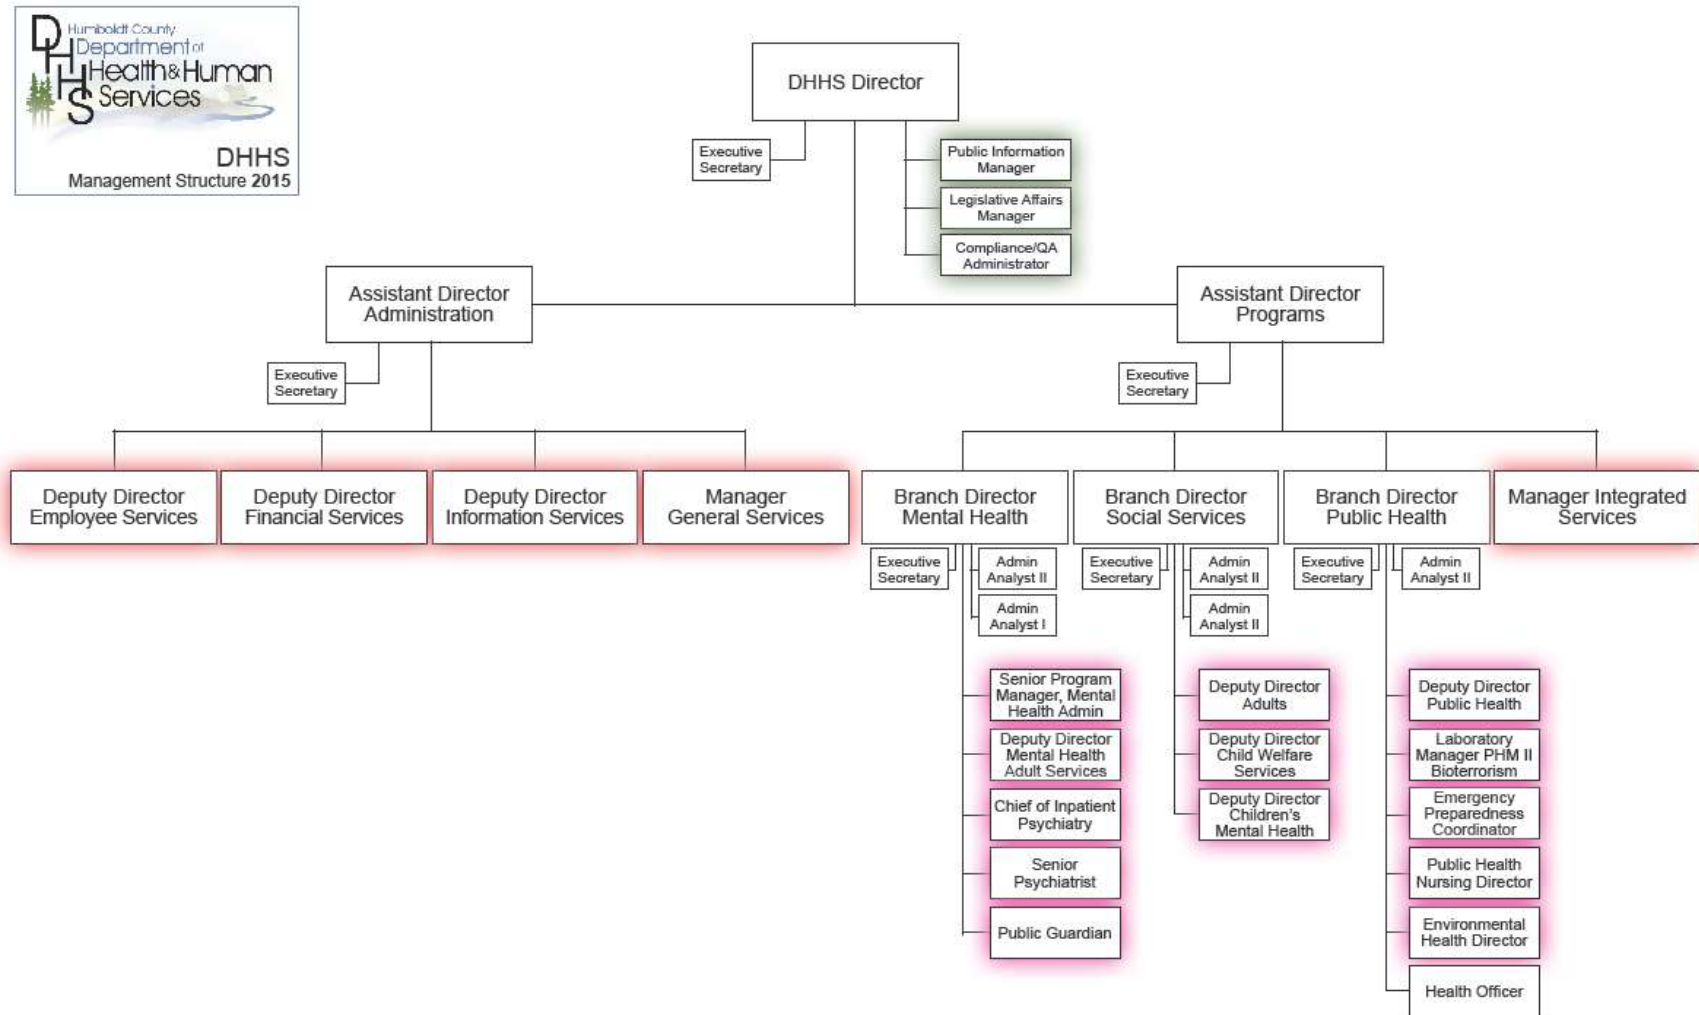 Humboldt County
Department of
Health & Human
Services
DHHS
DHHS
Management Structure 2015
DHHS Director
Executive
Secretary
Public Information
Manager
Legislative Affairs
Manager
Compliance/QA
Administrator
Assistant Director
Administration
Assistant Director
Programs
Executive
Secretary
Executive
Secretary
Deputy Director
Employee Services
Deputy Director
Financial Services
Deputy Director
Information Services
Manager
General Services
Branch Director
Mental Health
Branch Director
Social Services
Branch Director
Public Health
Manager Integrated
Services
Executive
Secretary
Admin
Analyst II
Admin
Analyst I
Executive
Secretary
Admin
Analyst II
Admin
Analyst II
Executive
Secretary
Admin
Analyst II
Senior Program
Manager, Mental
Health Admin
Deputy Director
Mental Health
Adult Services
Chief of Inpatient
Psychiatry
Senior
Psychiatrist
Public Guardian
Deputy Director
Adults
Deputy Director
Child Welfare
Services
Deputy Director
Children's
Mental Health
Deputy Director
Public Health
Laboratory
Manager PHM II
Bioterrorism
Emergency
Preparedness
Coordinator
Public Health
Nursing Director
Environmental
Health Director
Health Officer